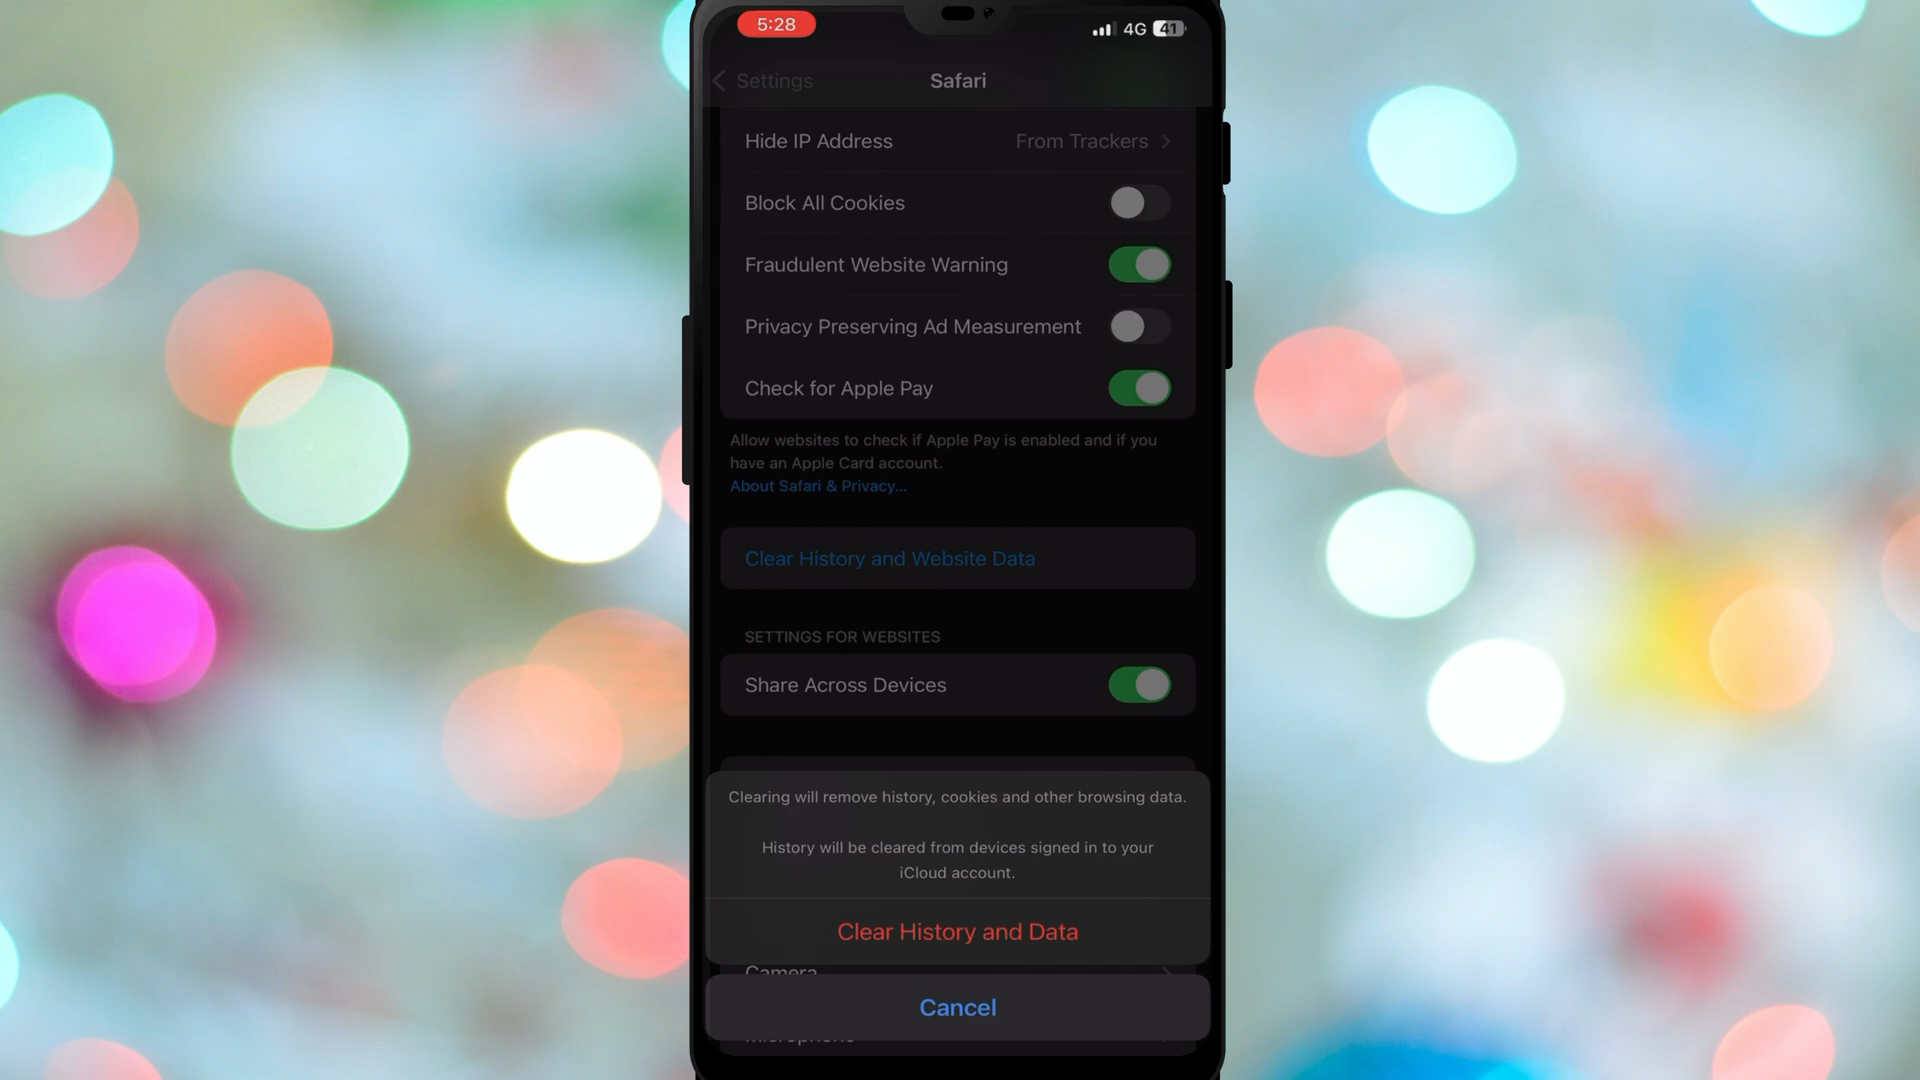 5:28
4G 41
Settings
Safari
Hide IP Address
From Trackers
Block All Cookies
Fraudulent Website Warning
Privacy Preserving Ad Measurement
Check for Apple Pay
Allow websites to check if Apple Pay is enabled and if you
have an Apple Card account.
About Safari & Privacy...
Clear History and Website Data
SETTINGS FOR WEBSITES
Share Across Devices
Clearing will remove history, cookies and other browsing data.
History will be cleared from devices signed in to your
iCloud account.
Clear History and Data
Camera
Cancel
Microphone